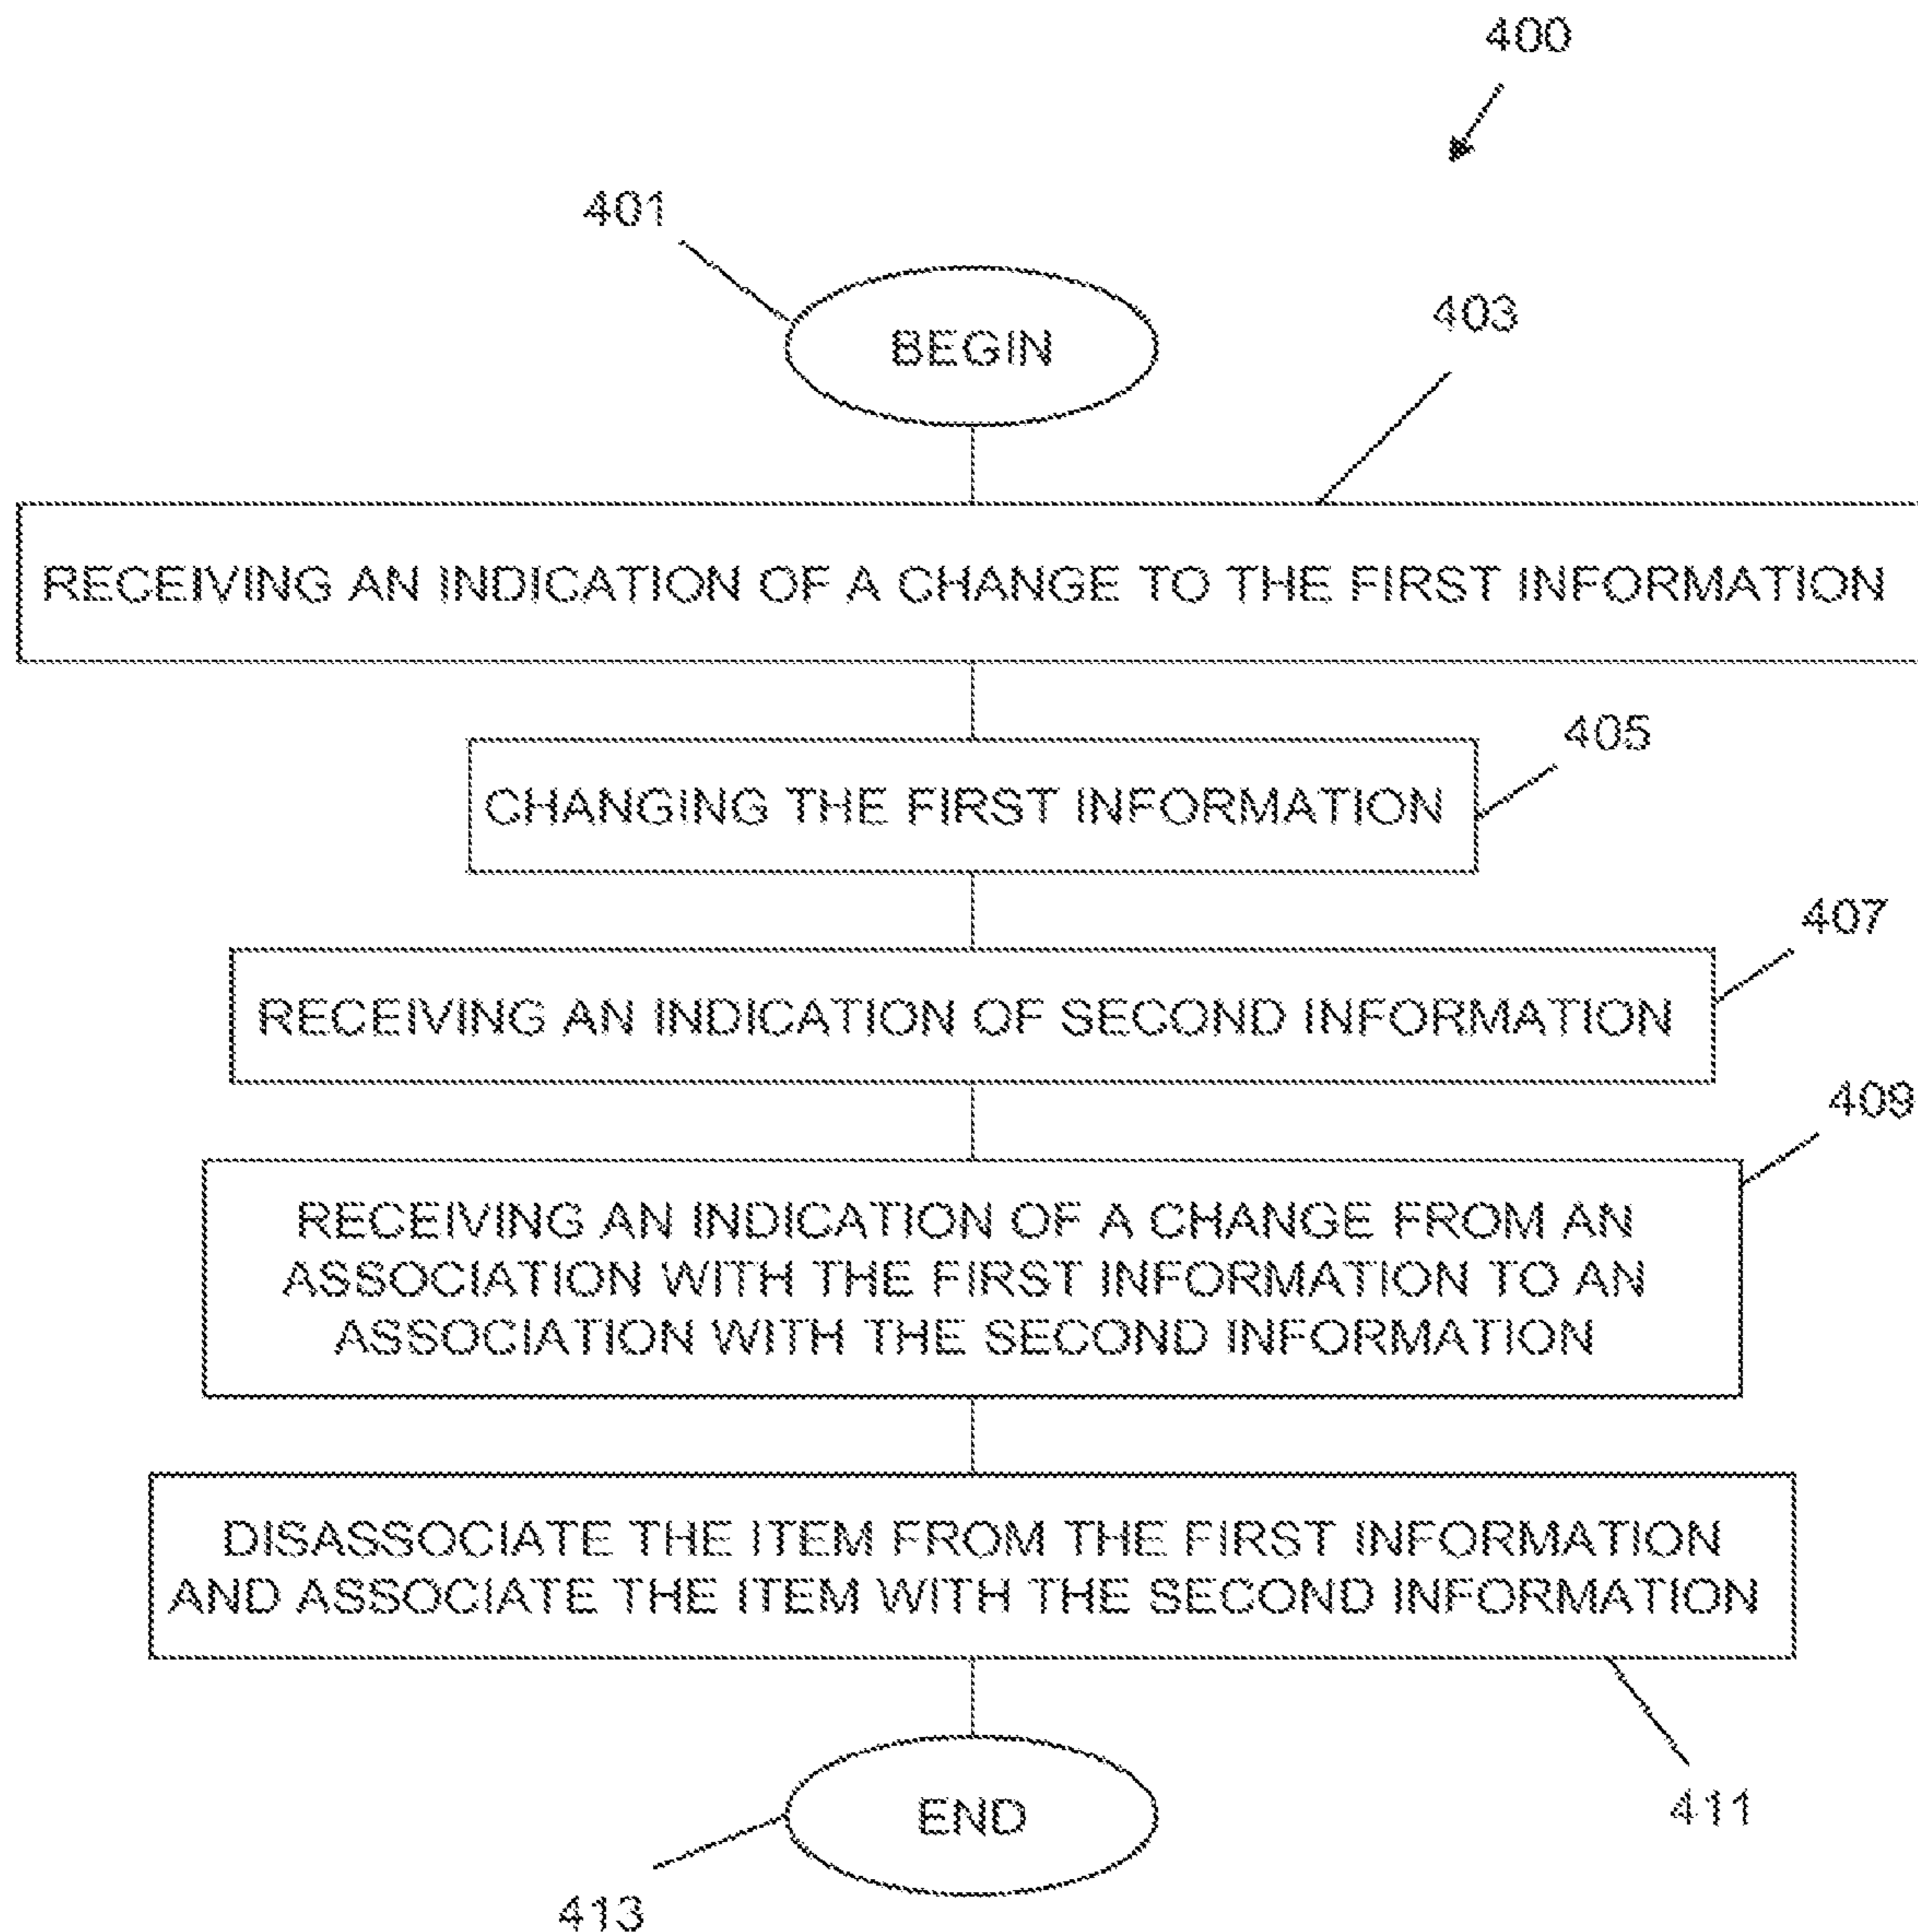 400
401
BEGIN
403
RECEIVING AN INDICATION OF A CHANGE TO THE FIRST INFORMATION
405
CHANGING THE FIRST INFORMATION
407
RECEIVING AN INDICATION OF SECOND INFORMATION
409
RECEIVING AN INDICATION OF A CHANGE FROM AN
ASSOCIATION WITH THE FIRST INFORMATION TO AN
ASSOCIATION WITH THE SECOND INFORMATION
DISASSOCIATE THE ITEM FROM THE FIRST INFORMATION
AND ASSOCIATE THE ITEM WITH THE SECOND INFORMATION
411
END
413